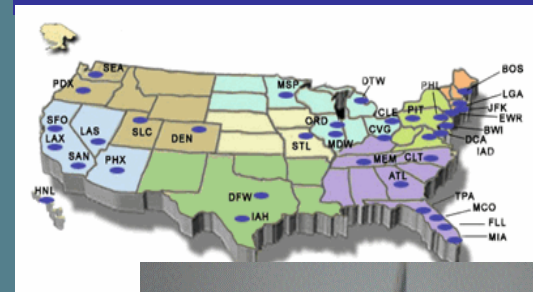 SEA
BOS
PDX
MSP
DTW
PHL
LGA
JFK
EWR
SFO
LAS
SLC
DEN
ORD
CLE
PIT
BWI
LAX
STL
MDW
CVG
DCA
IAD
SAN
PHX
MEM
CLT
HNL
DFW
ATL
TPA
MCO
IAH
FLL
MIA